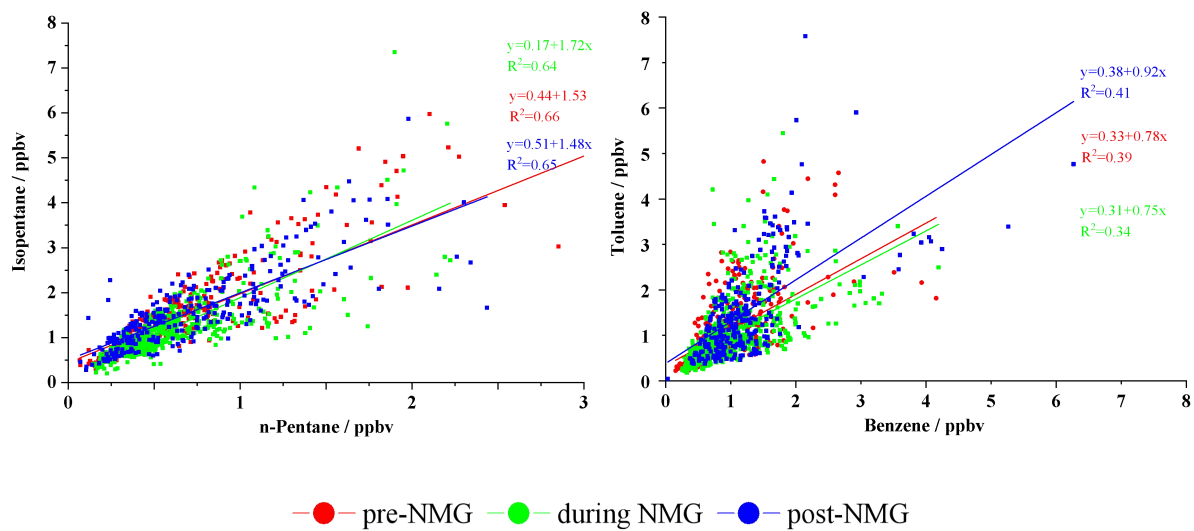 8
7
6
5
4
3
2
1
0
Isopentane / ppbv
y=0.17+1.72x
R²=0.64
y=0.44+1.53
R²=0.66
y=0.51+1.48x
R²=0.65
0 1 2 3
n-Pentane / ppbv
8
7
6
5
4
3
2
1
0
Toluene / ppbv
y=0.38+0.92x
R²=0.41
y=0.33+0.78x
R²=0.39
y=0.31+0.75x
R²=0.34
0 1 2 3 4 5 6 7 8
Benzene / ppbv
pre-NMG during NMG post-NMG